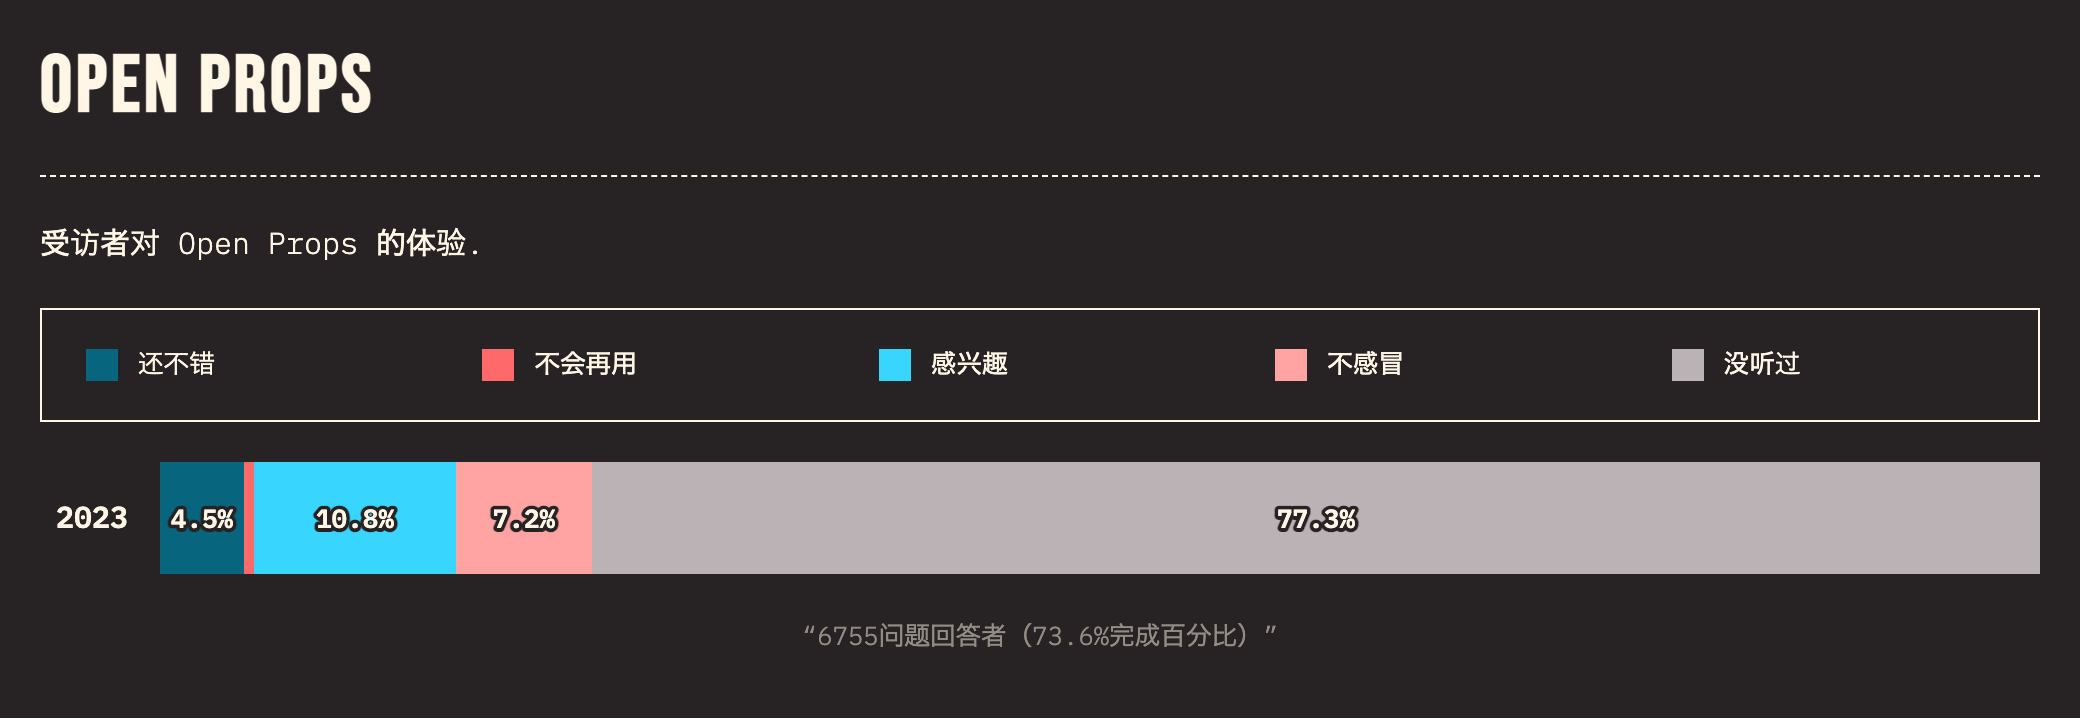 OPEN PROPS
受访者对 Open Props 的体验.
还不错 不会再用 感兴趣 不感冒 没听过
2023 4.5% 10.8% 7.2% 77.3%
“6755问题回答者（73.6%完成百分比）”